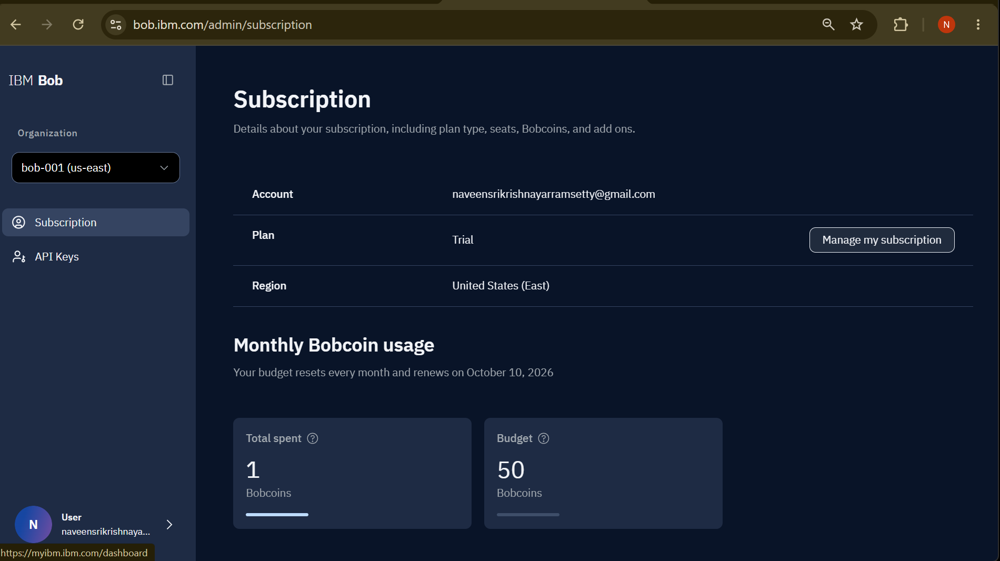 bob.ibm.com/admin/subscription
N
IBM Bob
Organization
bob-001 (us-east)
Subscription
API Keys
Subscription
Details about your subscription, including plan type, seats, Bobcoins, and add ons.
Account naveensrikrishnayarramsetty@gmail.com
Plan Trial Manage my subscription
Region United States (East)
Monthly Bobcoin usage
Your budget resets every month and renews on October 10, 2026
Total spent ?
1
Bobcoins
Budget ?
50
Bobcoins
N
User
naveensrikrishnaya...
https://myibm.ibm.com/dashboard